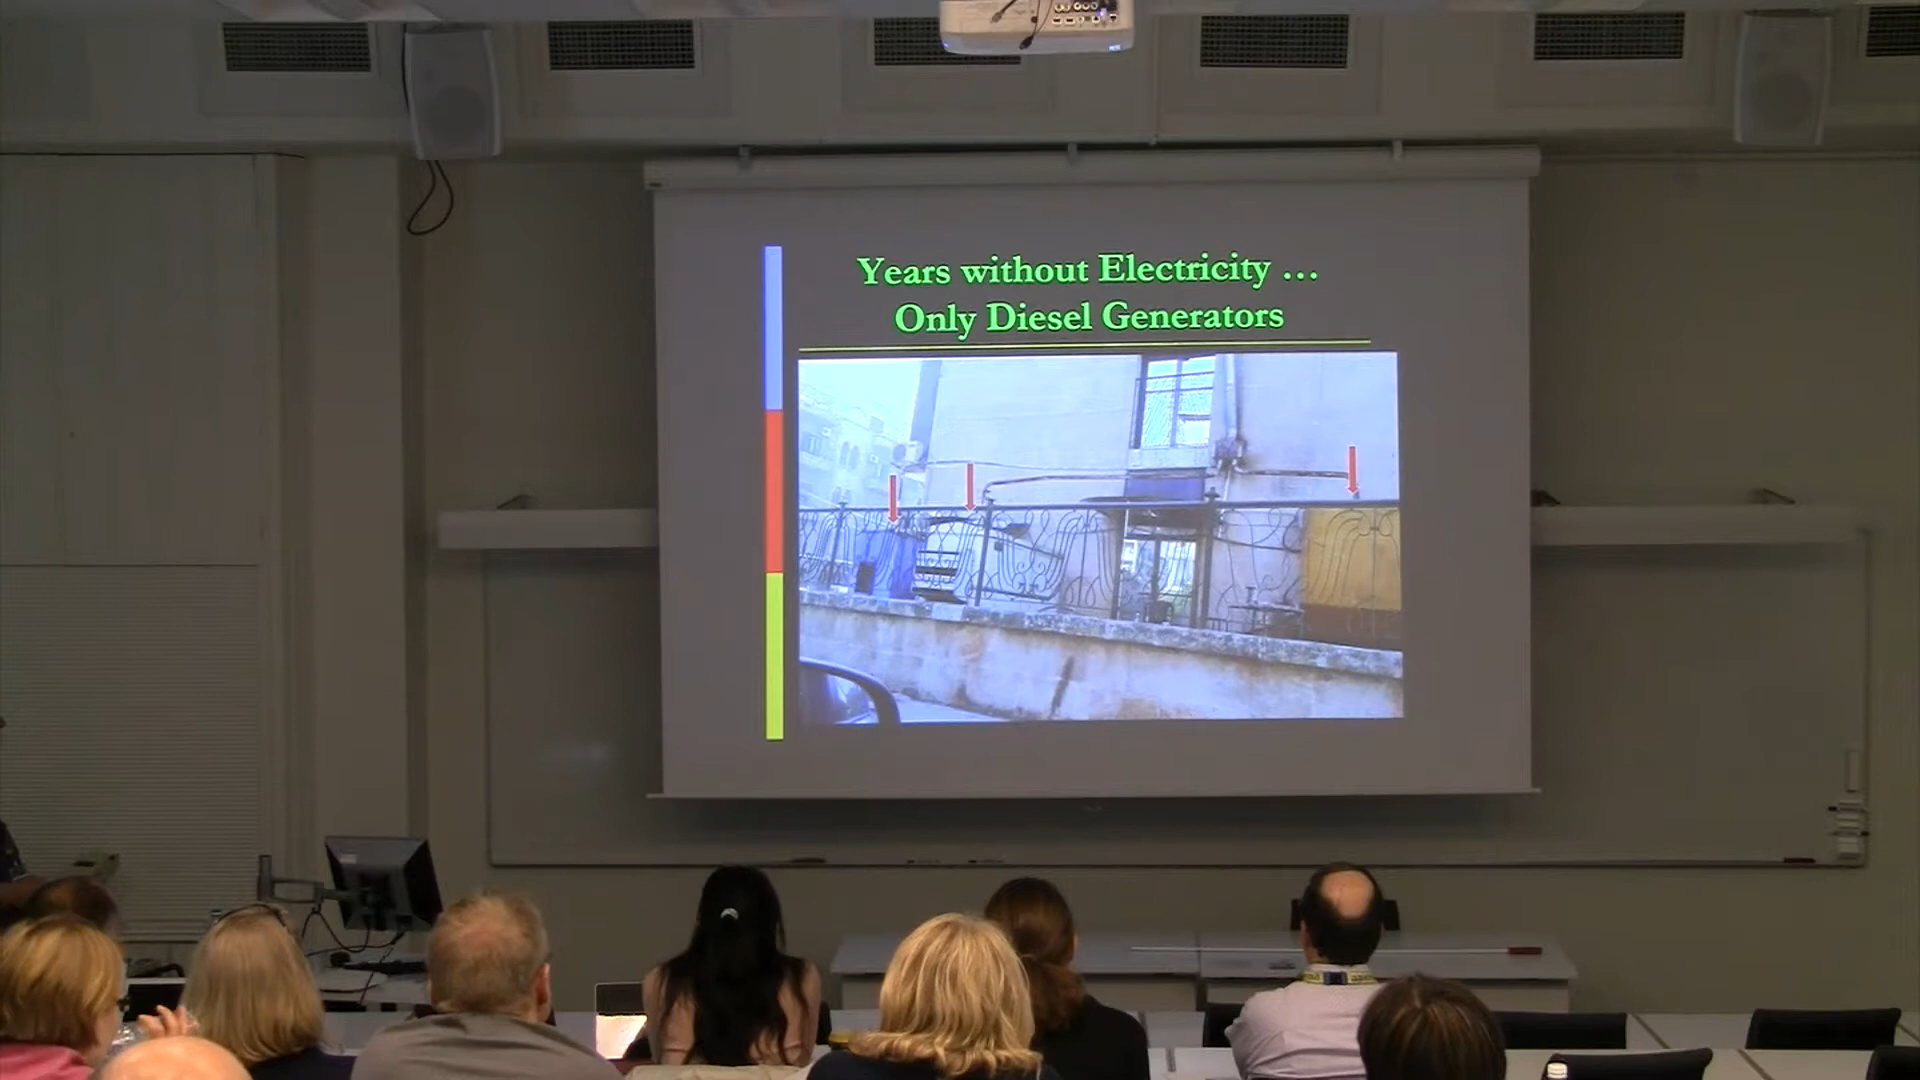 Years without Electricity …
Only Diesel Generators